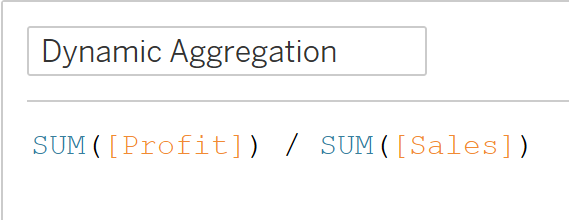 Dynamic Aggregation
SUM([Profit]) / SUM([Sales])